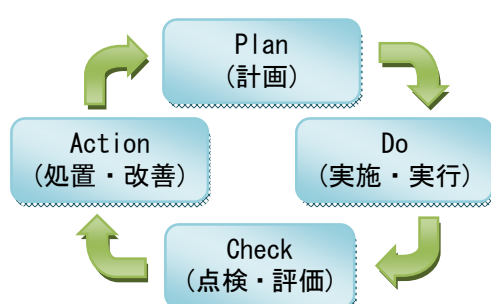 Plan
(計画)
Do
(実施・実行)
Check
(点検・評価)
Action
(処置・改善)